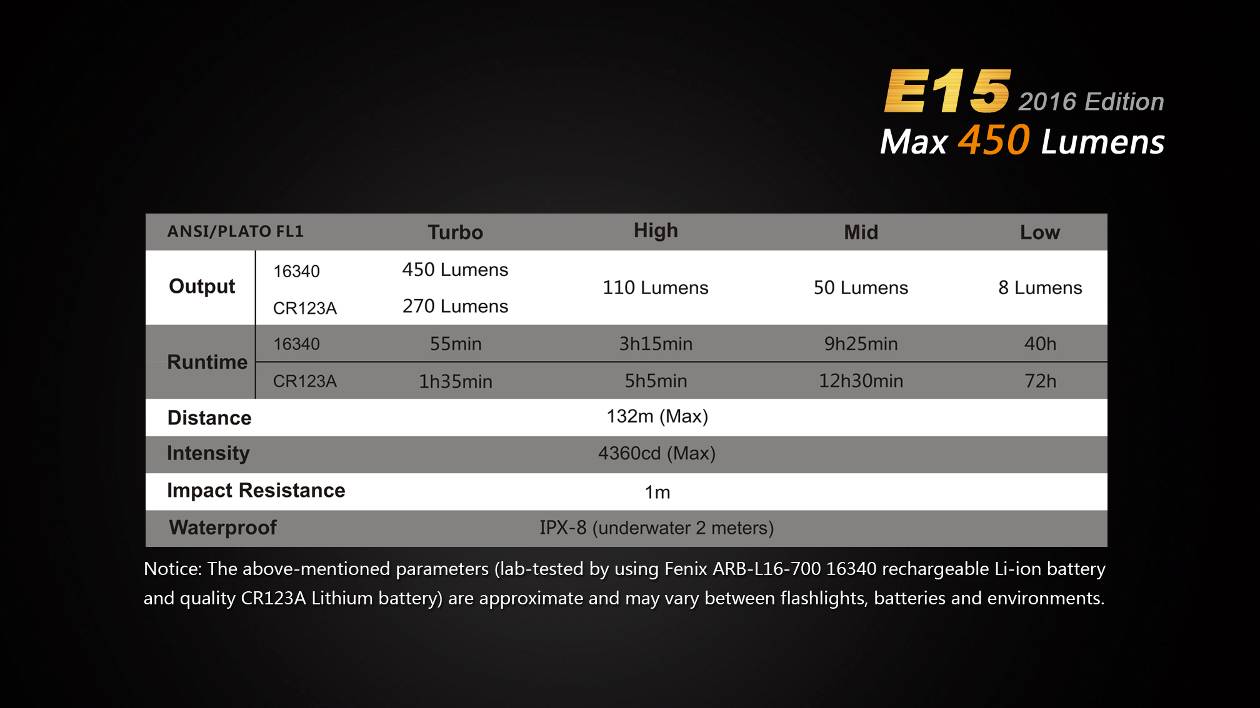 E15 2016 Edition
Max 450 Lumens
ANSI/PLATO FL1 Turbo High Mid Low
Output 16340 450 Lumens 110 Lumens 50 Lumens 8 Lumens
CR123A 270 Lumens
Runtime 16340 55min 3h15min 9h25min 40h
CR123A 1h35min 5h5min 12h30min 72h
Distance 132m (Max)
Intensity 4360cd (Max)
Impact Resistance 1m
Waterproof IPX-8 (underwater 2 meters)
Notice: The above-mentioned parameters (lab-tested by using Fenix ARB-L16-700 16340 rechargeable Li-ion battery
and quality CR123A Lithium battery) are approximate and may vary between flashlights, batteries and environments.